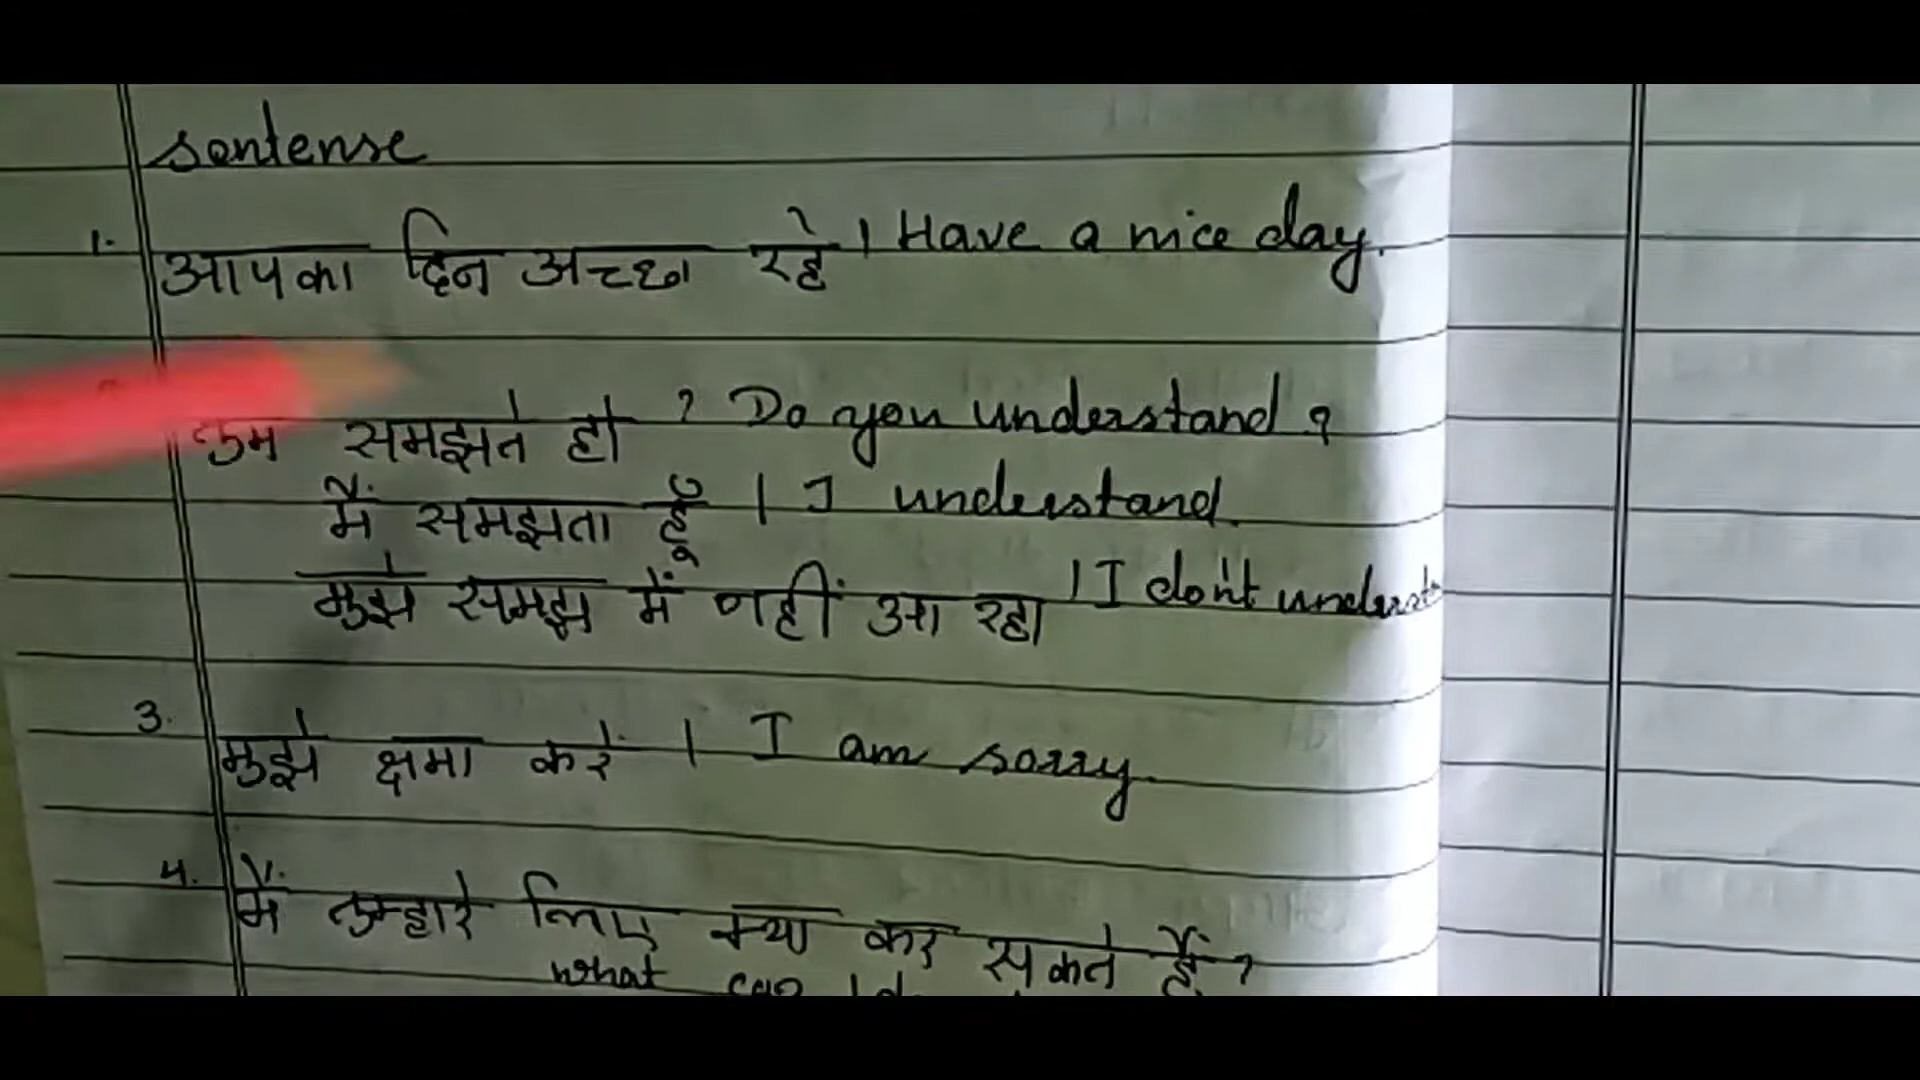 sentense
1. आपका दिन अच्छा रहे । Have a nice day.
तुम समझते हो ? Do you understand ?
मैं समझता हूँ । I understand.
मुझे समझ में नहीं आ रहा । I don't
3. मुझे क्षमा करें । I am sorry.
4. मैं तुम्हारे लिए क्या कर सकते हैं ?
what can I